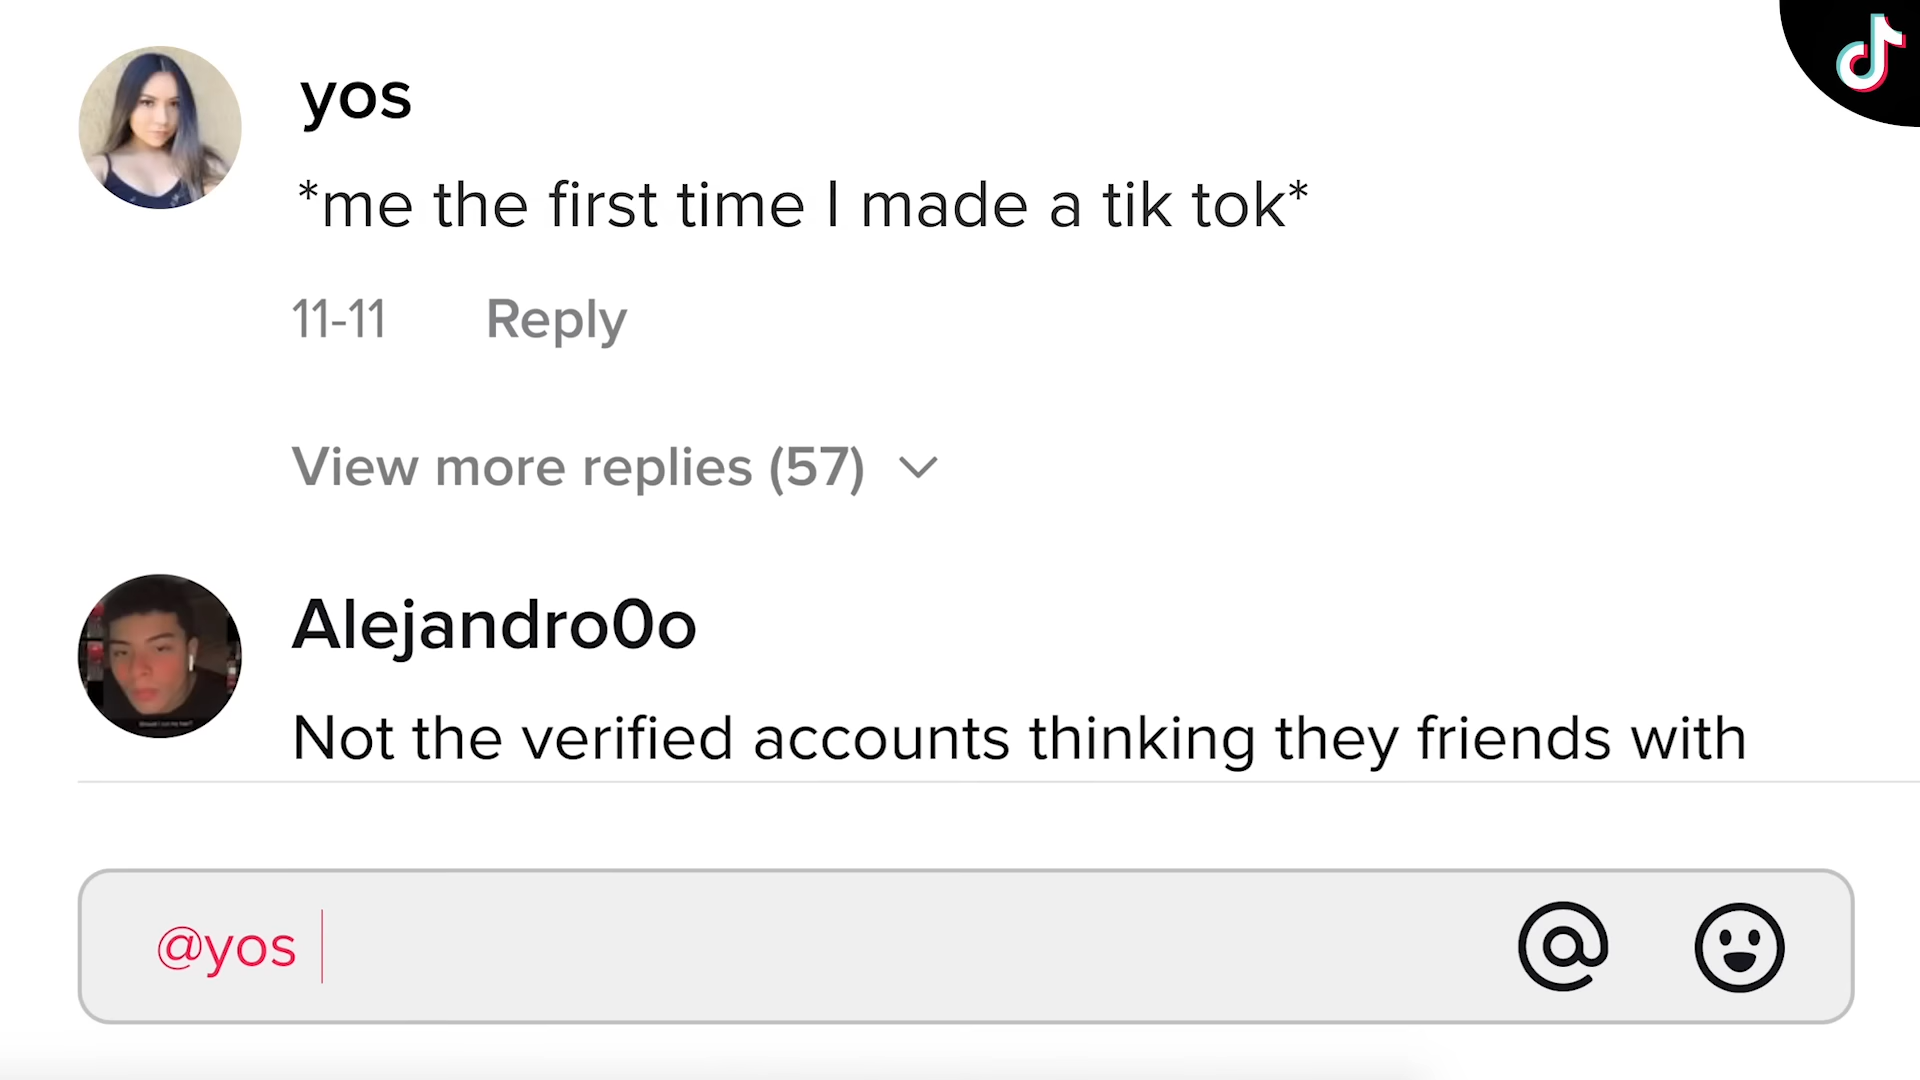 yos
*me the first time I made a tik tok*
11-11 Reply
View more replies (57)
Alejandro0o
Not the verified accounts thinking they friends with
@yos